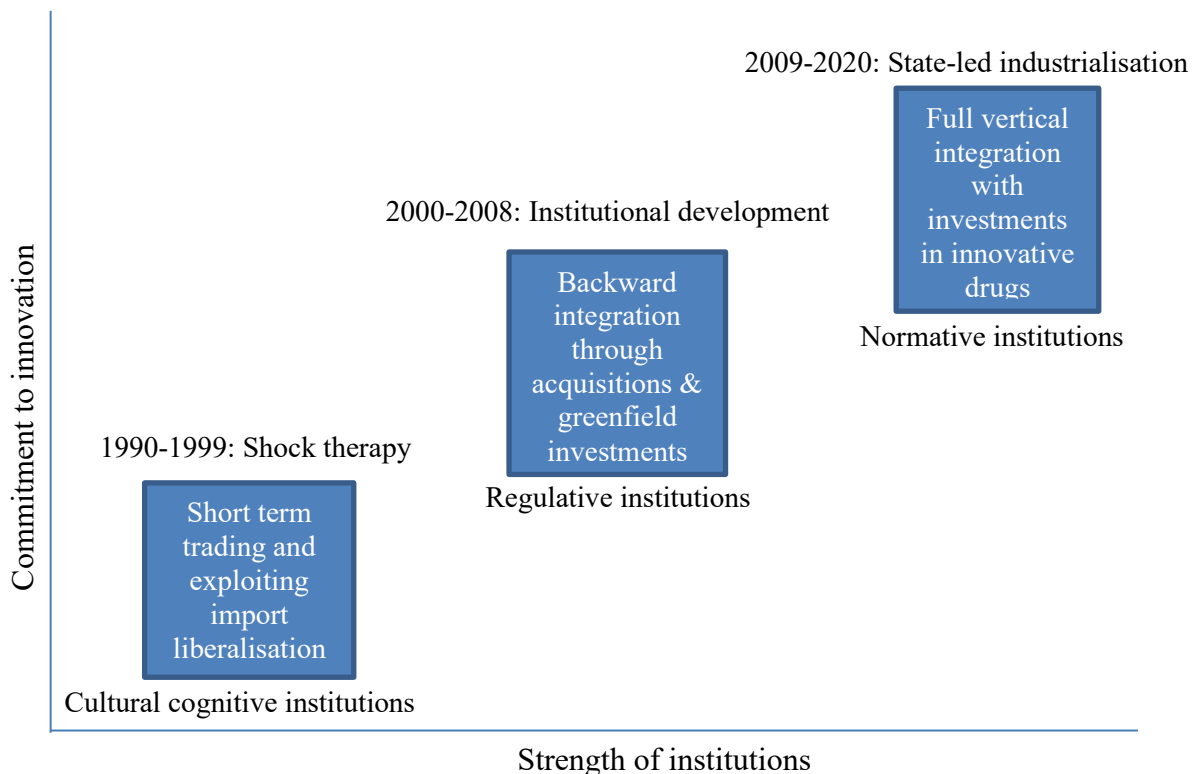 2009-2020: State-led industrialisation
Full vertical
integration
with
investments
in innovative
drugs
Normative institutions
2000-2008: Institutional development
Backward
integration
through
acquisitions &
greenfield
investments
Regulative institutions
1990-1999: Shock therapy
Short term
trading and
exploiting
import
liberalisation
Cultural cognitive institutions
Commitment to innovation
Strength of institutions